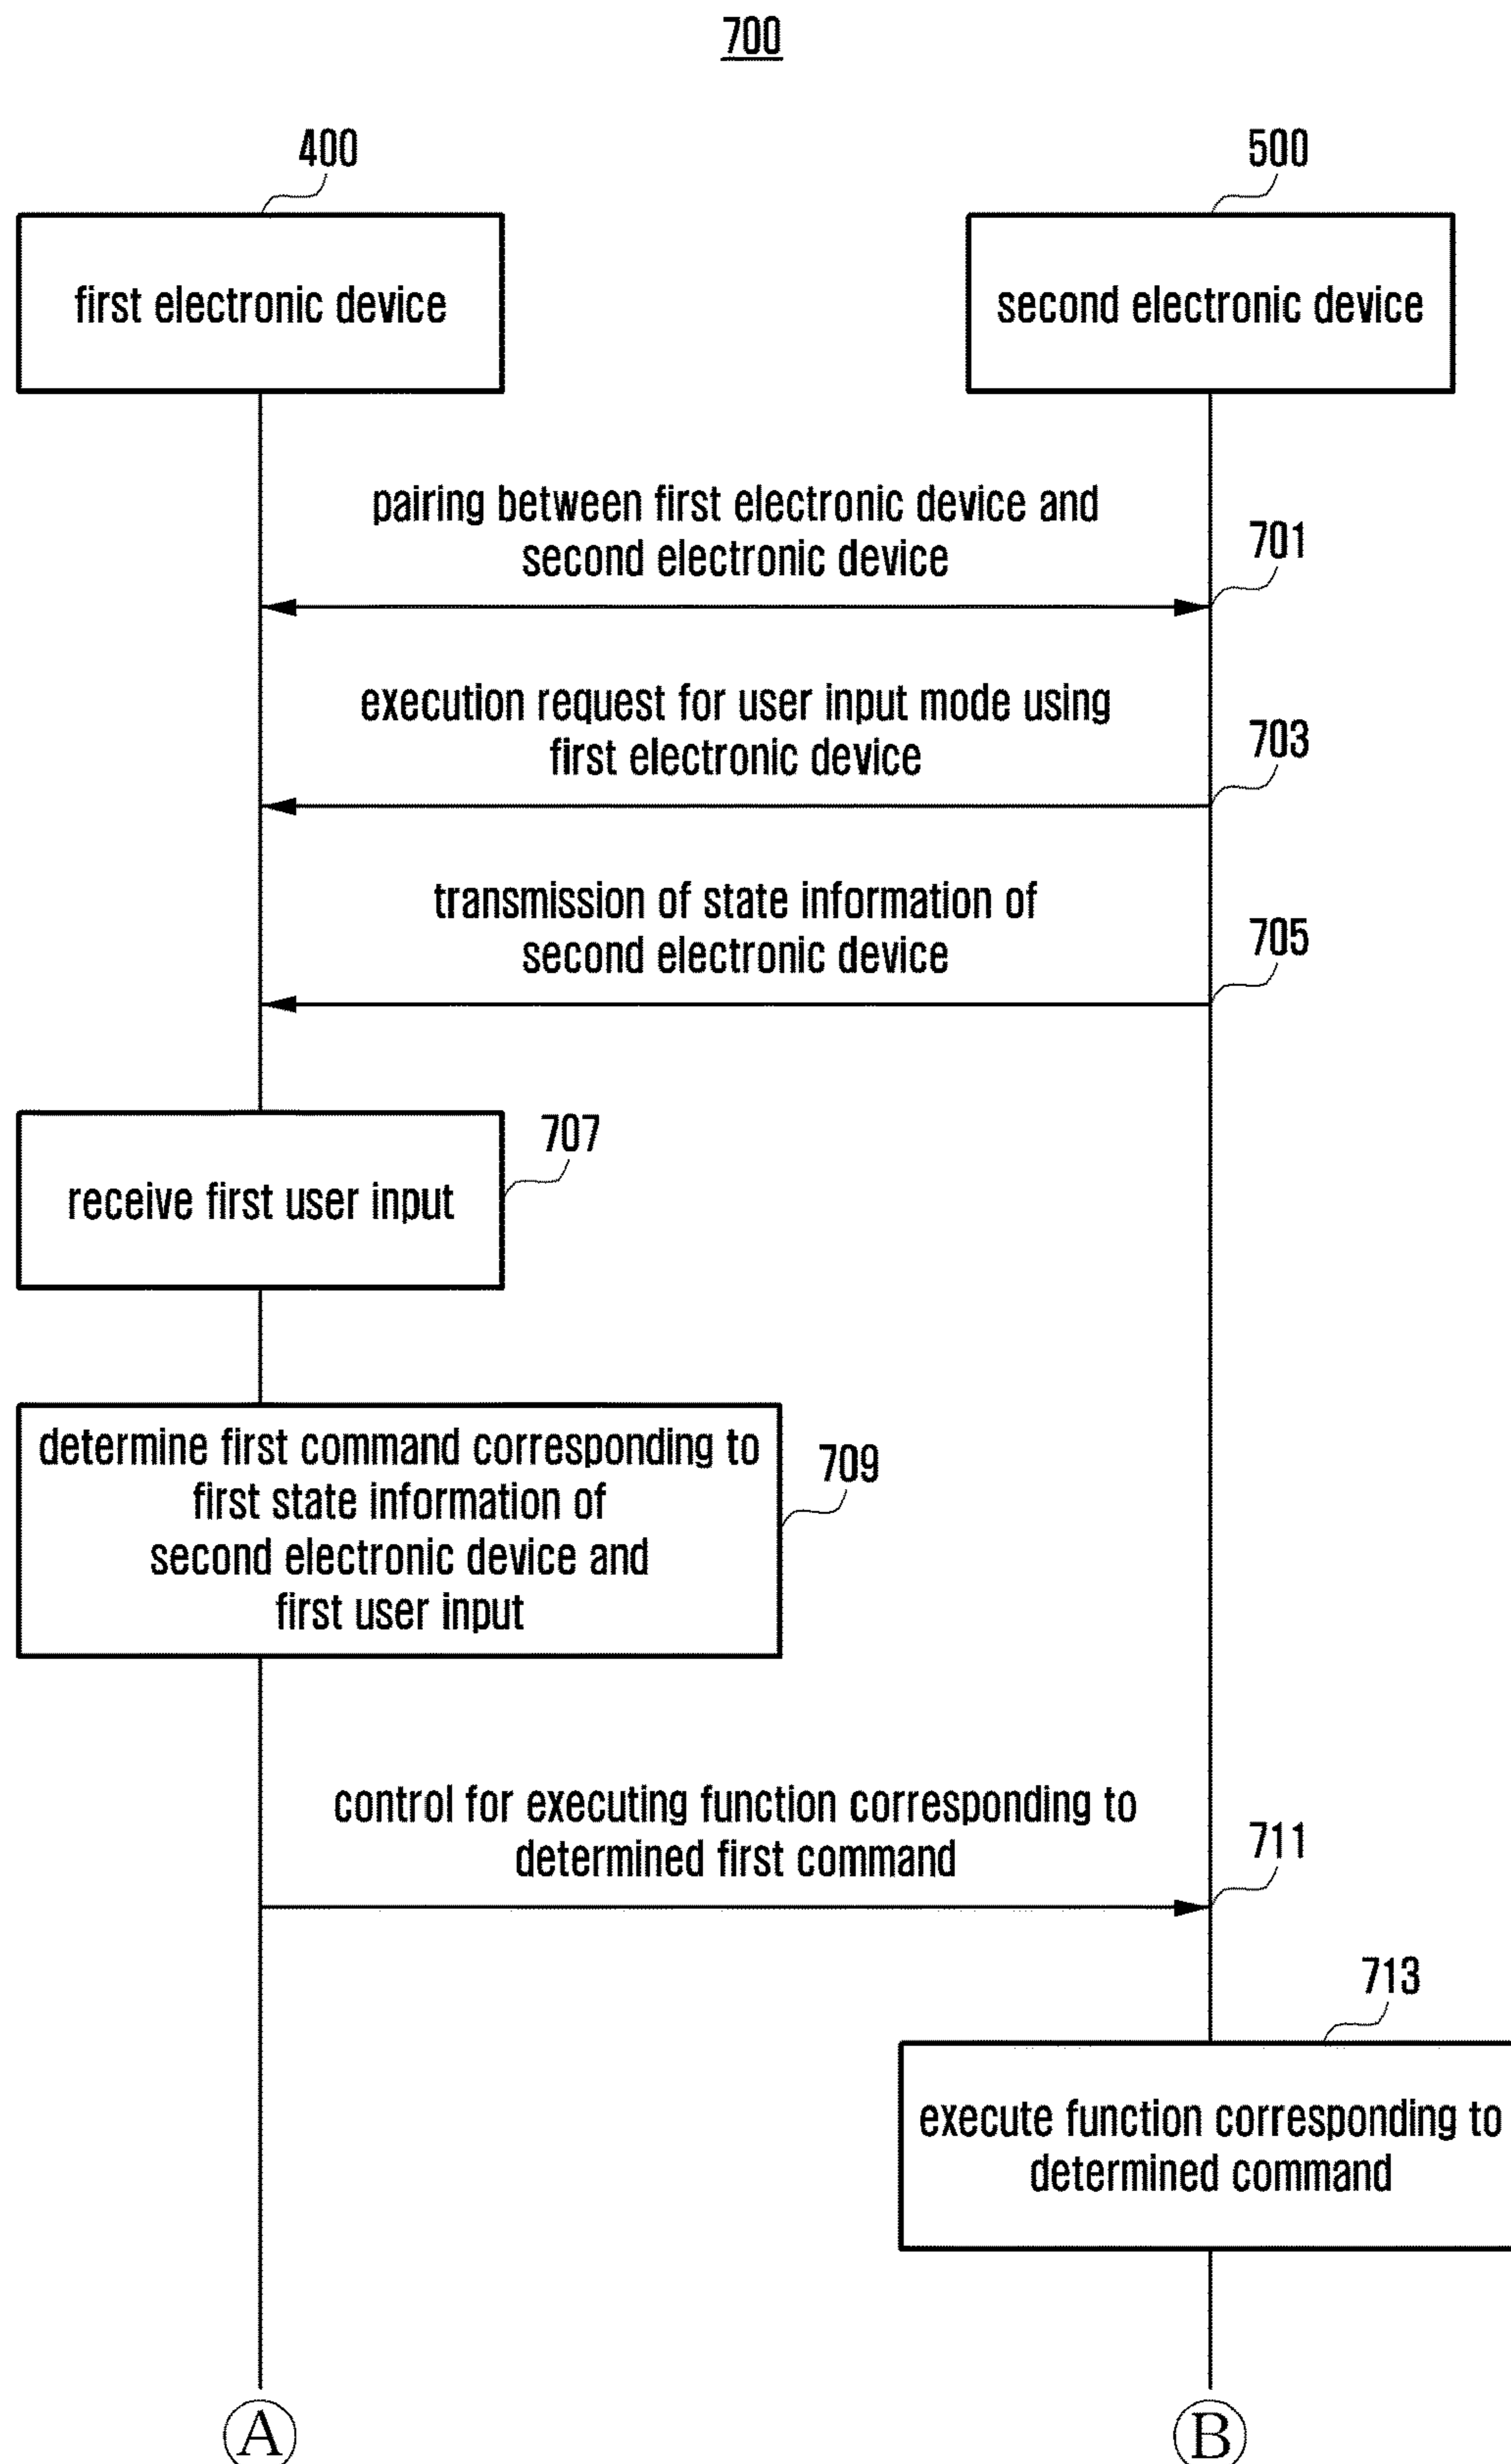 700
400
500
first electronic device
second electronic device
pairing between first electronic device and
second electronic device
701
execution request for user input mode using
first electronic device
703
transmission of state information of
second electronic device
705
receive first user input
707
determine first command corresponding to
first state information of
second electronic device and
first user input
709
control for executing function corresponding to
determined first command
711
713
execute function corresponding to
determined command
A
B